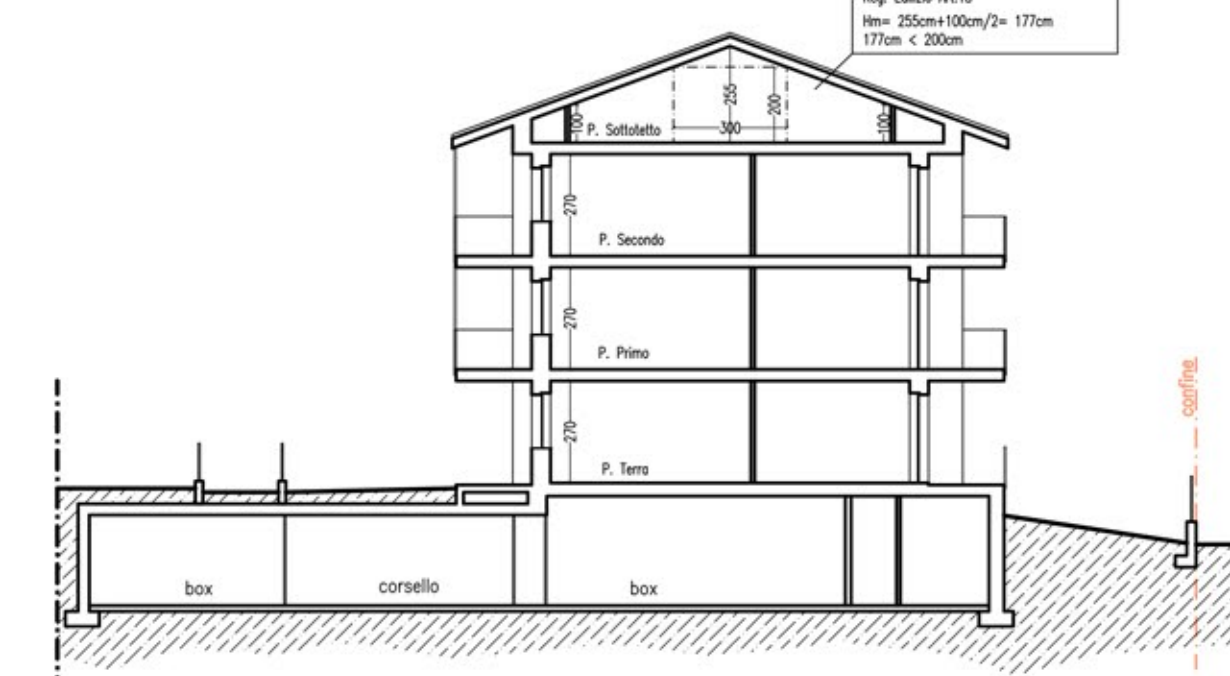 Hm= 255cm+100cm/2= 177cm
177cm < 200cm
255
200
100
P. Sottoletto
300
100
270
P. Secondo
270
P. Primo
confine
270
P. Terra
box
corsello
box